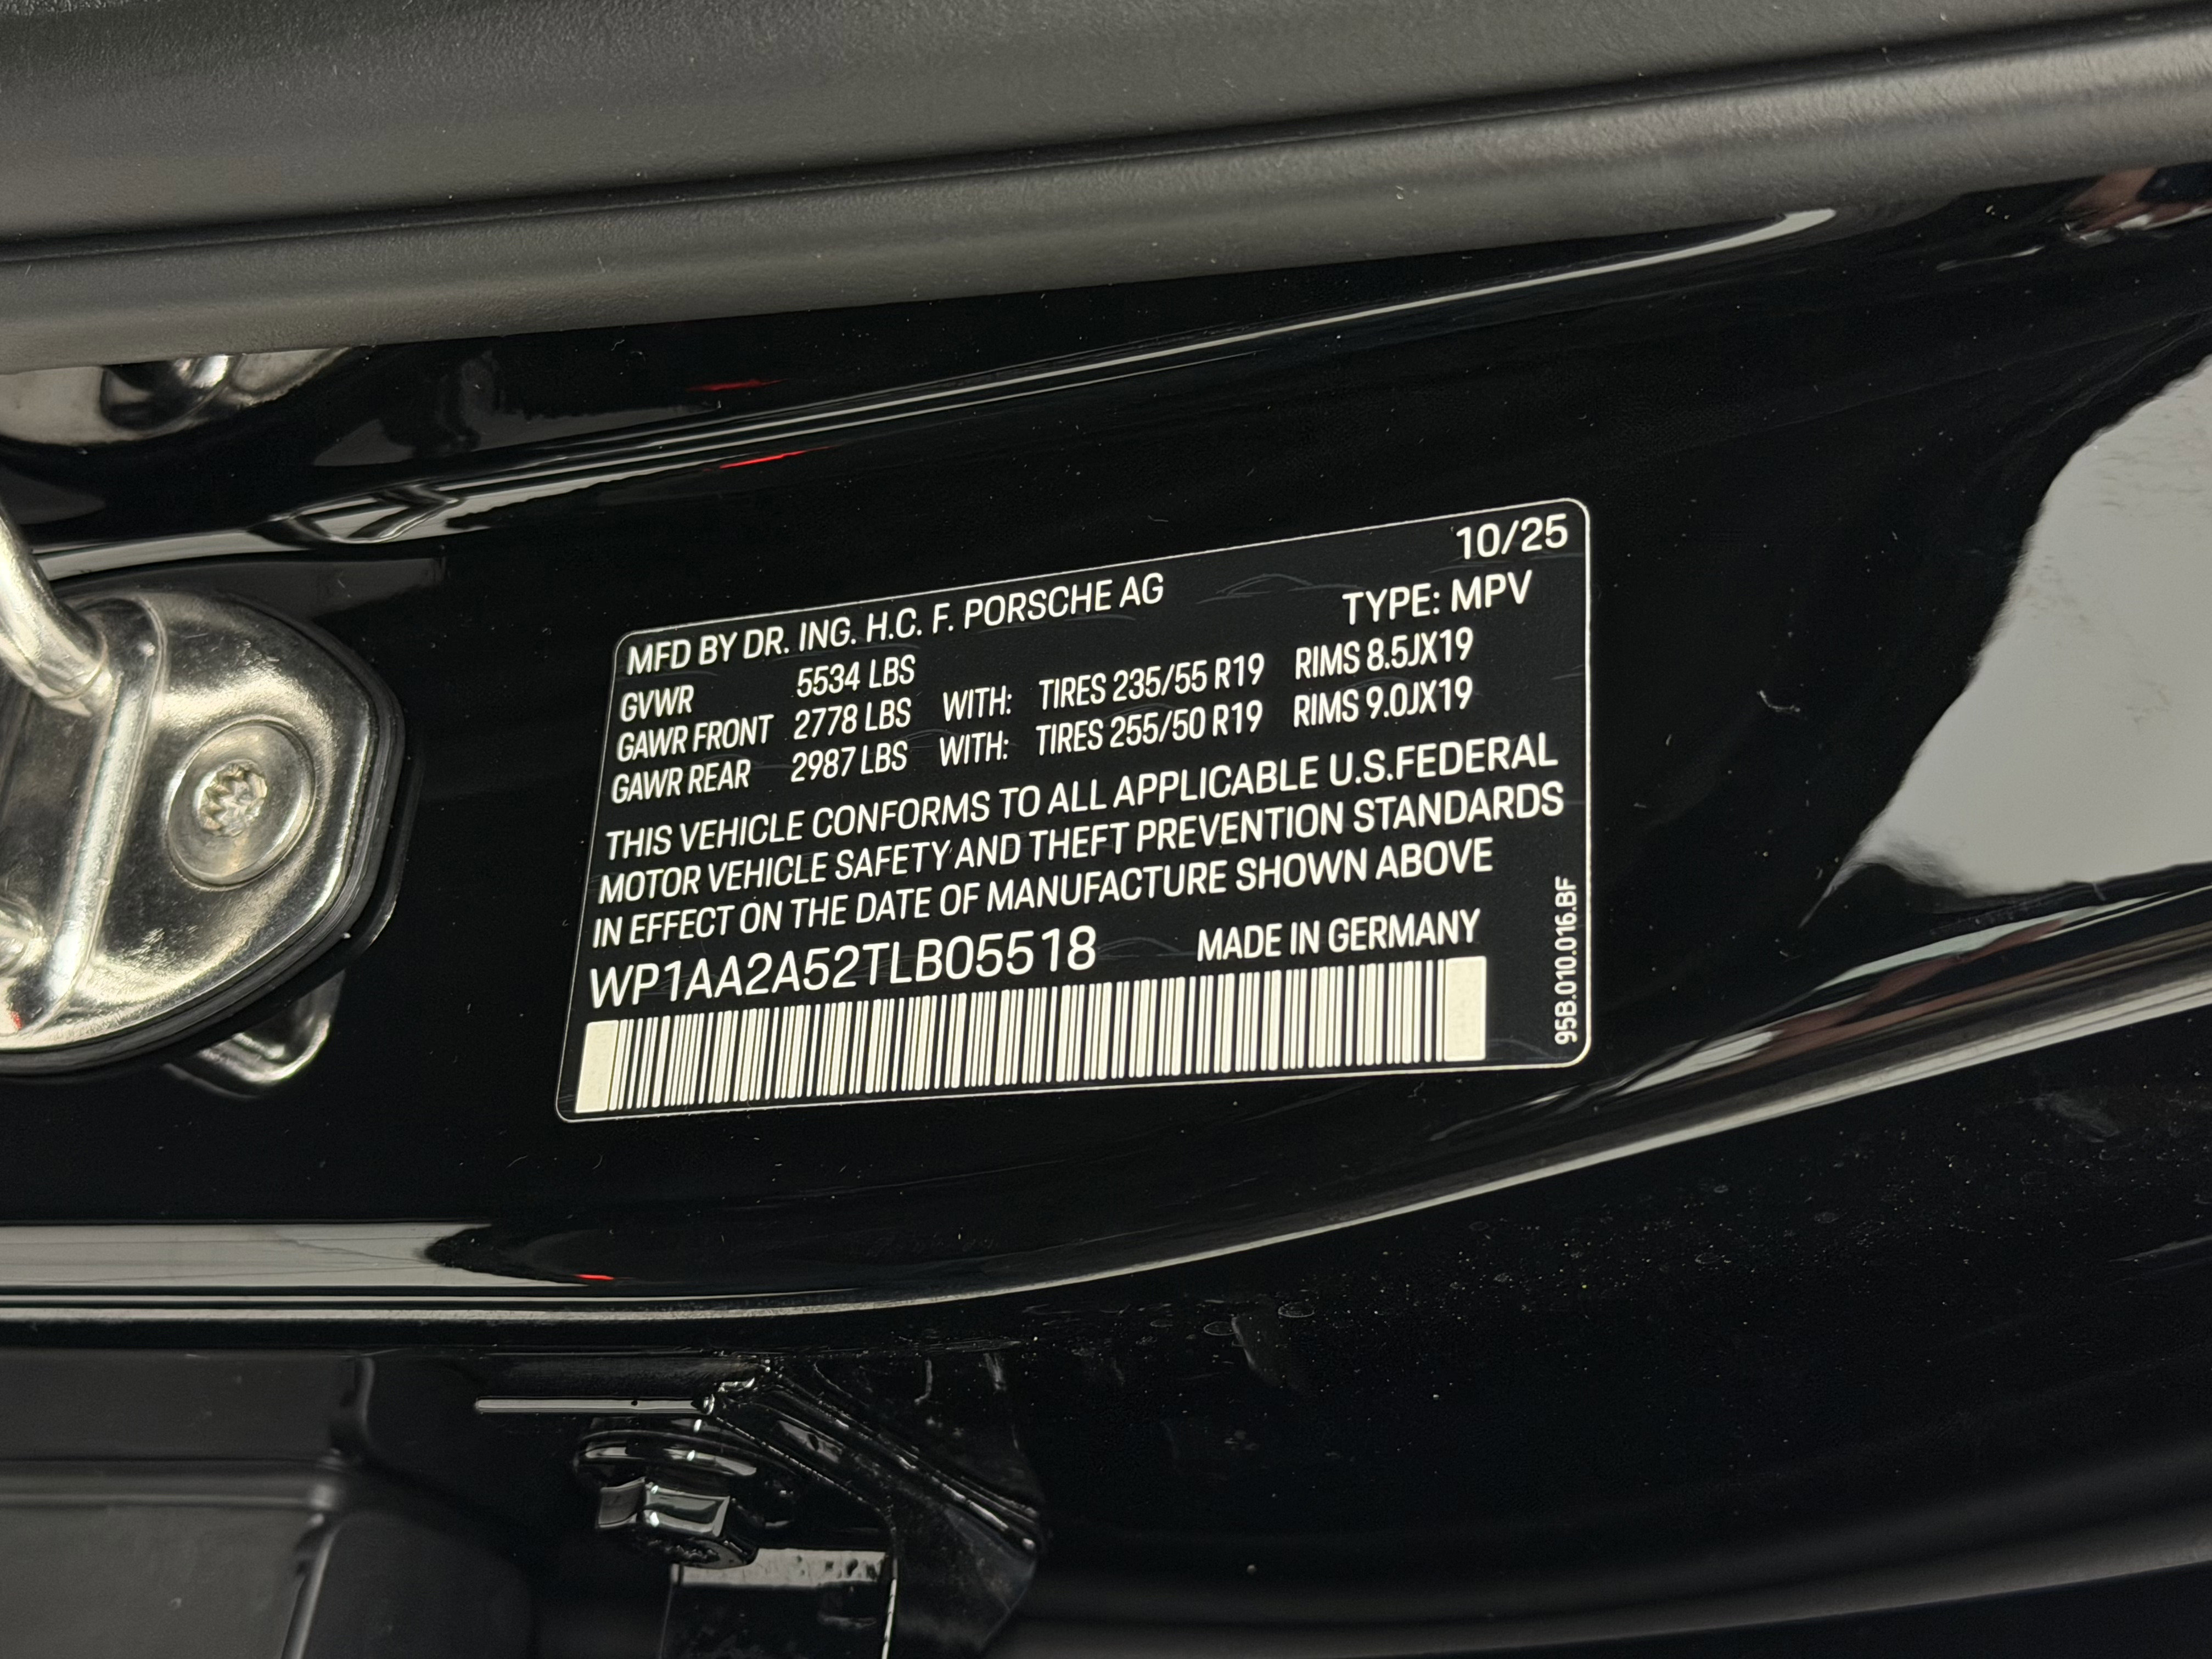 10/25
MFD BY DR. ING. H.C. F. PORSCHE AG TYPE: MPV
GVWR 5534 LBS
GAWR FRONT 2778 LBS WITH: TIRES 235/55 R19 RIMS 8.5JX19
GAWR REAR 2987 LBS WITH: TIRES 255/50 R19 RIMS 9.0JX19
THIS VEHICLE CONFORMS TO ALL APPLICABLE U.S.FEDERAL
MOTOR VEHICLE SAFETY AND THEFT PREVENTION STANDARDS
IN EFFECT ON THE DATE OF MANUFACTURE SHOWN ABOVE
WP1AA2A52TLB05518 MADE IN GERMANY
95B.010.016.BF